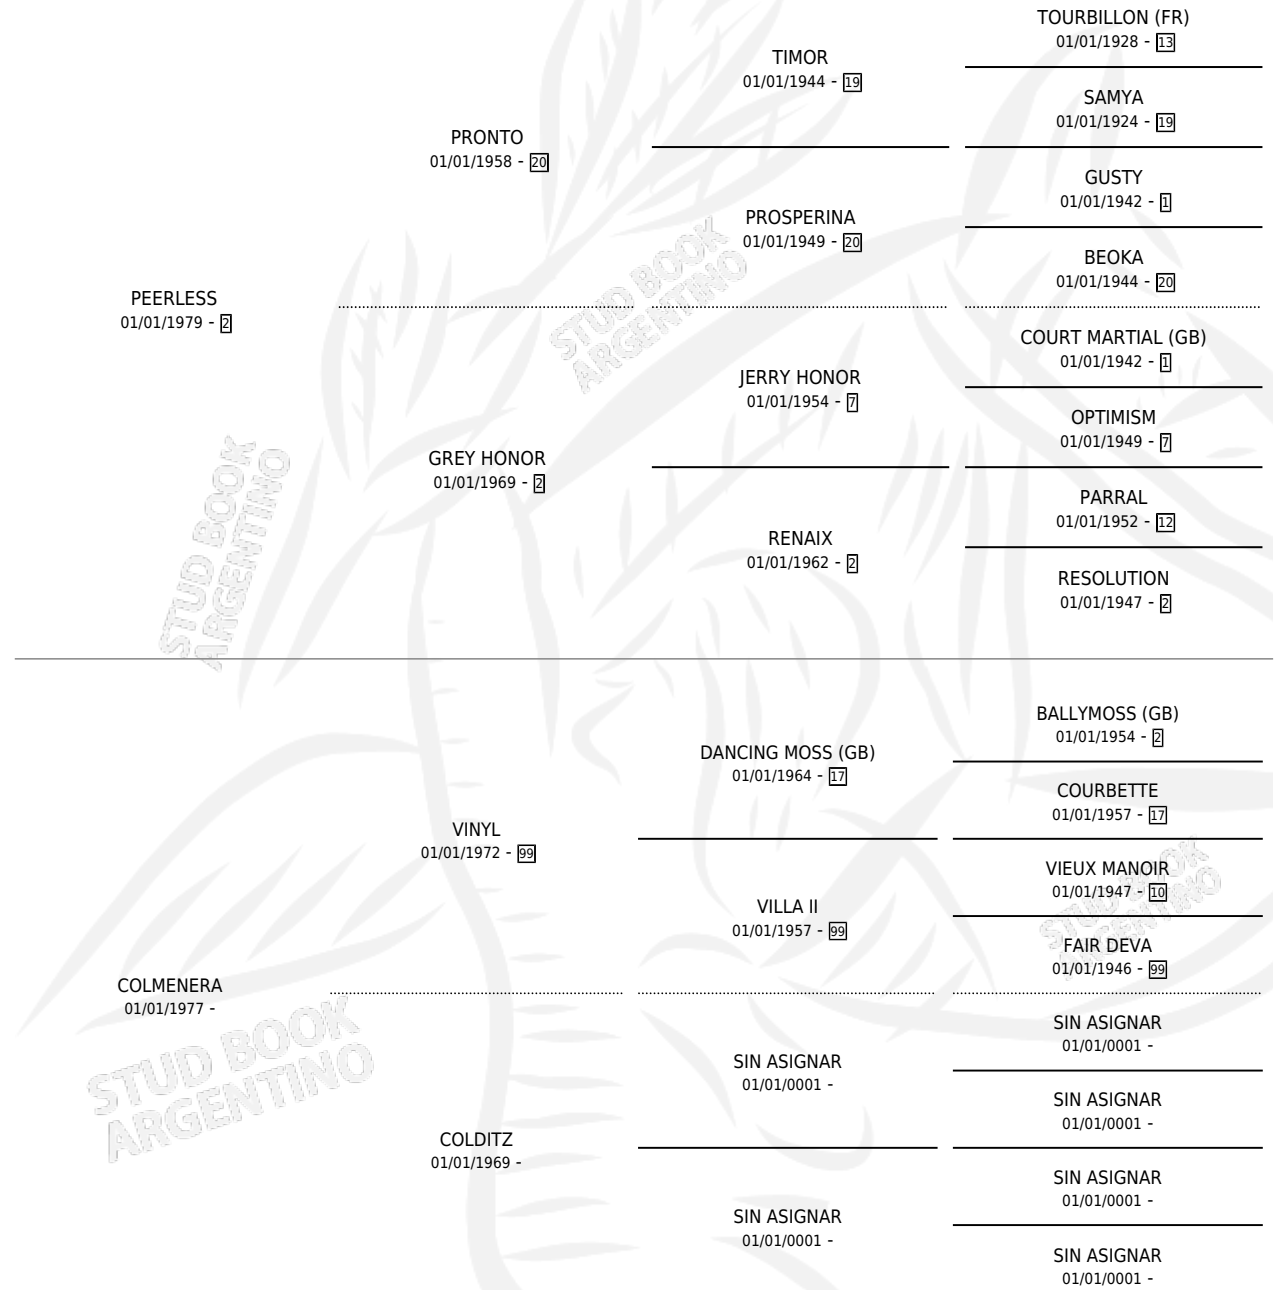 TOURBILLON (FR)
01/01/1928 - 13
TIMOR
01/01/1944 - 19
SAMYA
01/01/1924 - 19
PRONTO
01/01/1958 - 20
GUSTY
01/01/1942 - 1
PROSPERINA
01/01/1949 - 20
BEOKA
01/01/1944 - 20
PEERLESS
01/01/1979 - 2
COURT MARTIAL (GB)
01/01/1942 - 1
JERRY HONOR
01/01/1954 - 7
OPTIMISM
01/01/1949 - 7
GREY HONOR
01/01/1969 - 2
PARRAL
01/01/1952 - 12
RENAIX
01/01/1962 - 2
RESOLUTION
01/01/1947 - 2
STUD BOOK
ARGENTINO
STUD BOOK
ARGENTINO
BALLYMOSS (GB)
01/01/1954 - 2
DANCING MOSS (GB)
01/01/1964 - 17
COURBETTE
01/01/1957 - 17
VINYL
01/01/1972 - 99
VIEUX MANOIR
01/01/1947 - 10
VILLA II
01/01/1957 - 99
FAIR DEVA
01/01/1946 - 99
STUD BOOK
ARGENTINO
COLMENERA
01/01/1977 -
SIN ASIGNAR
01/01/0001 -
SIN ASIGNAR
01/01/0001 -
SIN ASIGNAR
01/01/0001 -
STUD BOOK
ARGENTINO
COLDITZ
01/01/1969 -
SIN ASIGNAR
01/01/0001 -
SIN ASIGNAR
01/01/0001 -
SIN ASIGNAR
01/01/0001 -